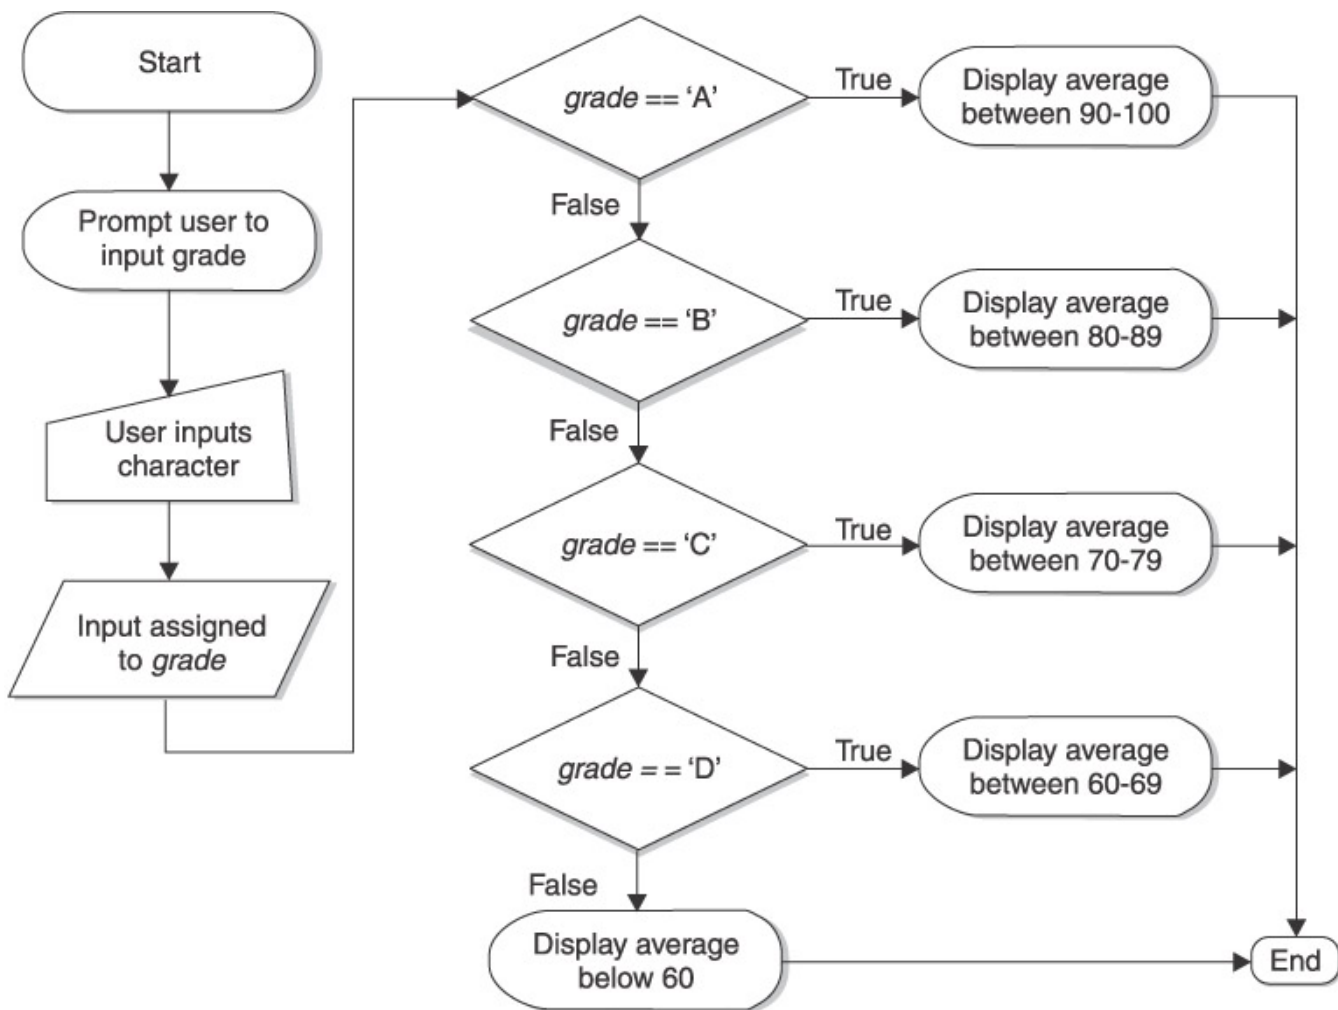 Start
Prompt user to
input grade
User inputs
character
Input assigned
to grade
grade == ‘A’
True
Display average
between 90-100
False
grade == ‘B’
True
Display average
between 80-89
False
grade == ‘C’
True
Display average
between 70-79
False
grade = = ‘D’
True
Display average
between 60-69
False
Display average
below 60
End